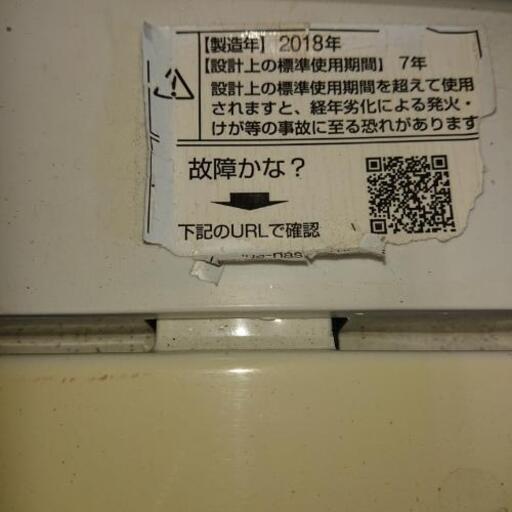 【製造年】 2018年
【設計上の標準使用期間】 7年
設計上の標準使用期間を超えて使用
されますと、経年劣化による発火・
けが等の事故に至る恐れがあります
故障かな？
下記のURLで確認